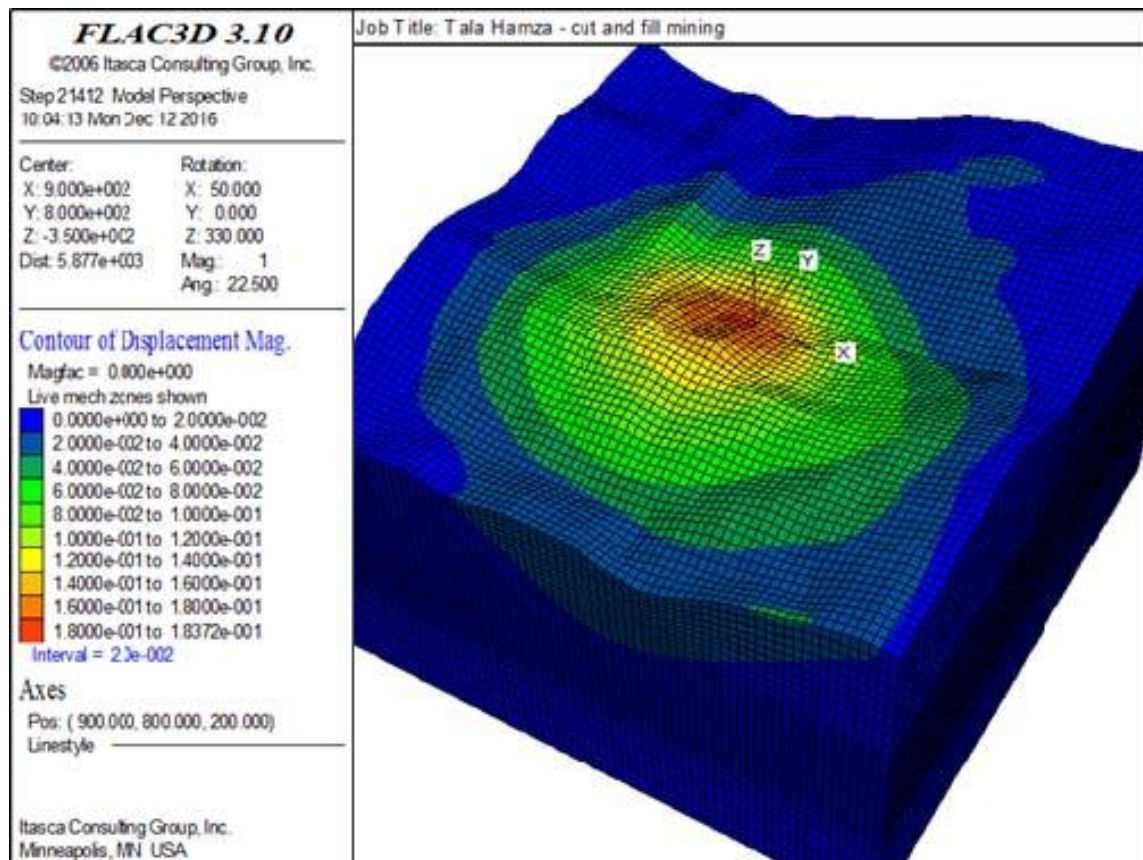 FLAC3D 3.10
©2006 Itasca Consulting Group, Inc.
Step 21412 Model Perspective
10:04:13 Mon Dec 12 2016
Center:
X: 9.000e+002
Y: 8.000e+002
Z: -3.500e+002
Dist: 5.877e+003
Rotation:
X: 50.000
Y: 0.000
Z: 330.000
Mag.: 1
Ang.: 22.500
Contour of Displacement Mag.
Magfac = 0.000e+000
Live mech zones shown
0.0000e+000 to 2.0000e-002
2.0000e-002 to 4.0000e-002
4.0000e-002 to 6.0000e-002
6.0000e-002 to 8.0000e-002
8.0000e-002 to 1.0000e-001
1.0000e-001 to 1.2000e-001
1.2000e-001 to 1.4000e-001
1.4000e-001 to 1.6000e-001
1.6000e-001 to 1.8000e-001
1.8000e-001 to 1.8372e-001
Interval = 2.0e-002
Axes
Pos: ( 900.000, 800.000, 200.000)
Linestyle
Itasca Consulting Group, Inc.
Minneapolis, MN USA
Job Title: Tala Hamza - cut and fill mining
Z
Y
X